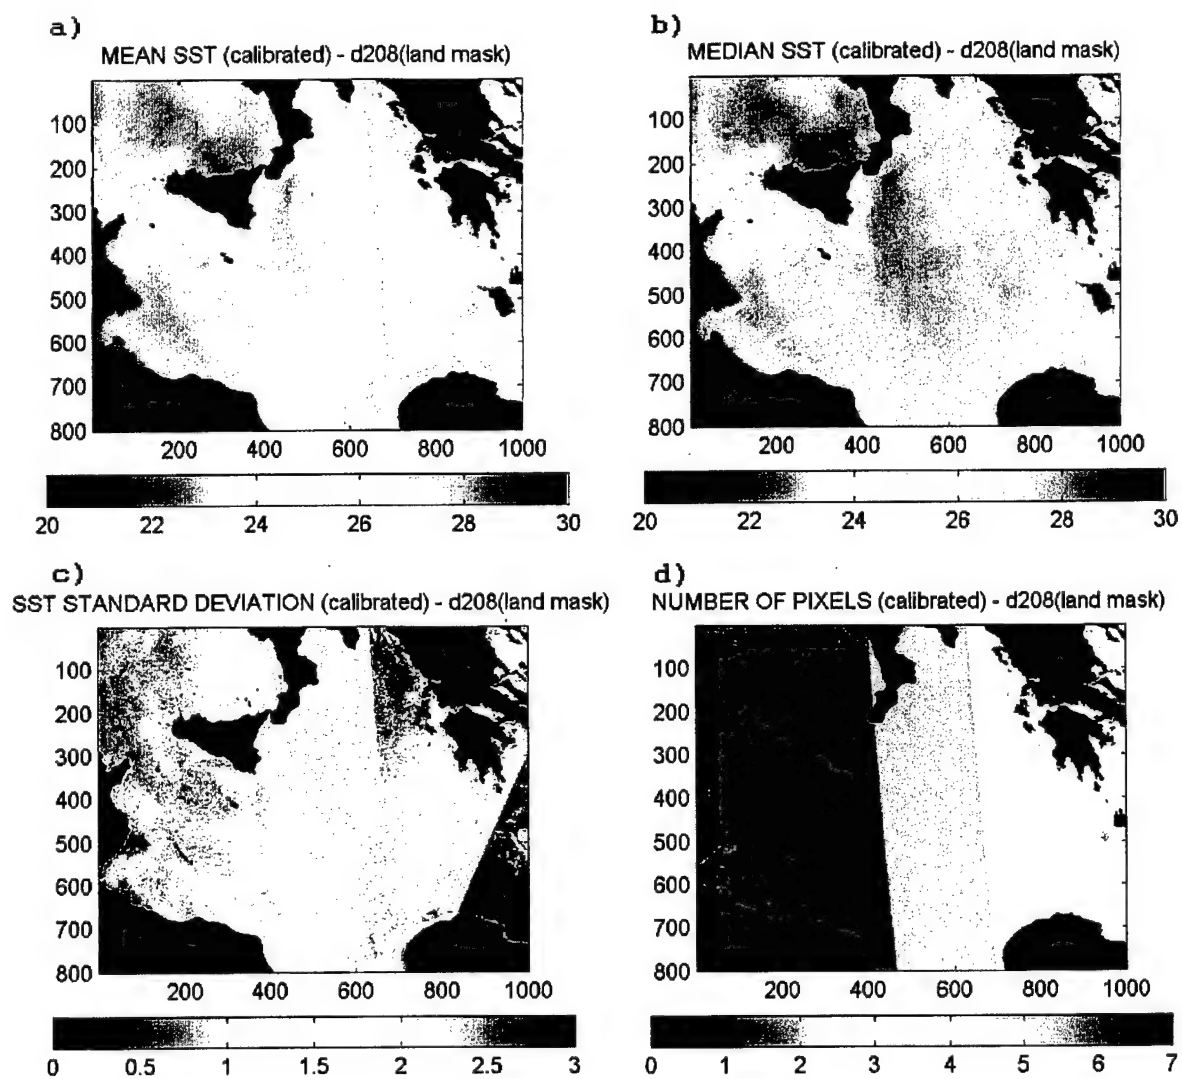 a)
MEAN SST (calibrated) - d208(land mask)
100
200
300
400
500
600
700
800
200 400 600 800 1000
20 22 24 26 28 30
b)
MEDIAN SST (calibrated) - d208(land mask)
100
200
300
400
500
600
700
800
200 400 600 800 1000
20 22 24 26 28 30
c)
SST STANDARD DEVIATION (calibrated) - d208(land mask)
100
200
300
400
500
600
700
800
200 400 600 800 1000
0 0.5 1 1.5 2 2.5 3
d)
NUMBER OF PIXELS (calibrated) - d208(land mask)
100
200
300
400
500
600
700
800
200 400 600 800 1000
0 1 2 3 4 5 6 7